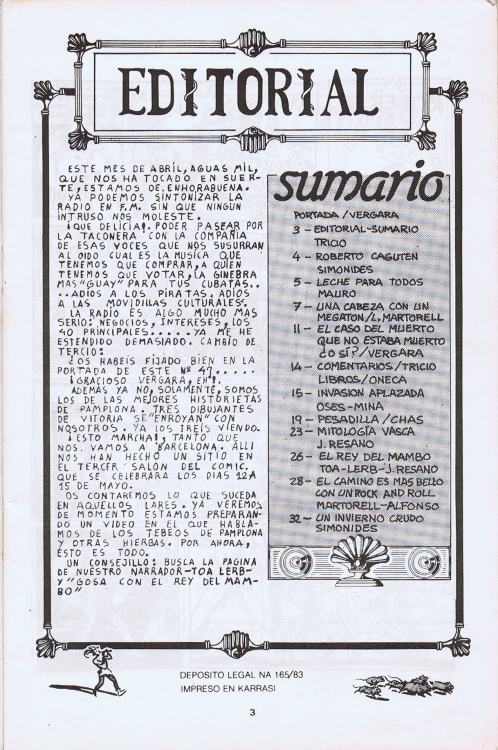 EDITORIAL
ESTE MES DE ABRIL, AGUAS MIL,
QUE NOS HA TOCADO EN SUER-
TE, ESTAMOS DE ENHORABUENA.
YA PODEMOS SINTONIZAR LA
RADIO EN F.M. SIN QUE NINGUN
INTRUSO NOS MOLESTE.
¡QUE DELICIA!. PODER PASEAR POR
LA TACONERA CON LA COMPAÑIA
DE ESAS VOCES QUE NOS SUSURRAN
AL OIDO CUAL ES LA MUSICA QUE
TENEMOS QUE COMPRAR, A QUIEN
TENEMOS QUE VOTAR, LA GINEBRA
MAS "GUAY" PARA TUS CUBATAS..
...ADIOS A LOS PIRATAS, ADIOS
A LAS MOVIDILLAS CULTURALES.
LA RADIO ES ALGO MUCHO MAS
SERIO: NEGOCIOS, INTERESES, LOS
40 PRINCIPALES..... YA ME HE
ESTENDIDO DEMASIADO. CAMBIO DE
TERCIO:
¿OS HABEIS FIJADO BIEN EN LA
PORTADA DE ESTE Nº 49.....
¡GRACIOSO VERGARA, EH!.
ADEMÁS YA NO, SOLAMENTE, SOMOS
LOS DE LAS MEJORES HISTORIETAS
DE PAMPLONA. TRES DIBUJANTES
DE VITORIA SE "ENROYAN" CON
NOSOTROS. YA LOS TREÍS VIENDO.
¡ESTO MARCHA!, TANTO QUE
NOS VAMOS A BARCELONA. ALLI
NOS HAN HECHO UN SITIO EN
EL TERCER SALON DEL COMIC,
QUE SE CELEBRARA LOS DIAS 12 A
15 DE MAYO.
OS CONTAREMOS LO QUE SUCEDA
EN AQUELLOS LARES. YA VEREMOS.
DE MOMENTO ESTAMOS PREPARAN-
DO UN VIDEO EN EL QUE HABLA-
MOS DE LOS TEBEOS DE PAMPLONA
Y OTRAS HIERBAS. POR AHORA,
ESTO ES TODO.
UN CONSEJILLO: BUSCA LA PAGINA
DE NUESTRO NARRADOR-TOA LERB-
Y "GOSA CON EL REY DEL MAM-
BO"
sumario
PORTADA / VERGARA
3 - EDITORIAL-SUMARIO
TRICIO
4 - ROBERTO CAGUTEN
SIMONIDES
5 - LECHE PARA TODOS
MAURO
7 - UNA CABEZA CON UN
MEGATON/L. MARTORELL
11 - EL CASO DEL MUERTO
QUE NO ESTABA MUERTO
¿O SÍ? / VERGARA
14 - COMENTARIOS / TRICIO
LIBROS / ONECA
15 - INVASION APLAZADA
OSES-MINA
19 - PESADILLA / CHAS
23 - MITOLOGÍA VASCA
J. RESANO
26 - EL REY DEL MAMBO
TOA-LERB-J. RESANO
28 - EL CAMINO ES MAS BELLO
CON UN ROCK AND ROLL
MARTORELL-ALFONSO
32 - UN INVIERNO CRUDO
SIMONIDES
DEPOSITO LEGAL NA 165/83
IMPRESO EN KARRASI
3